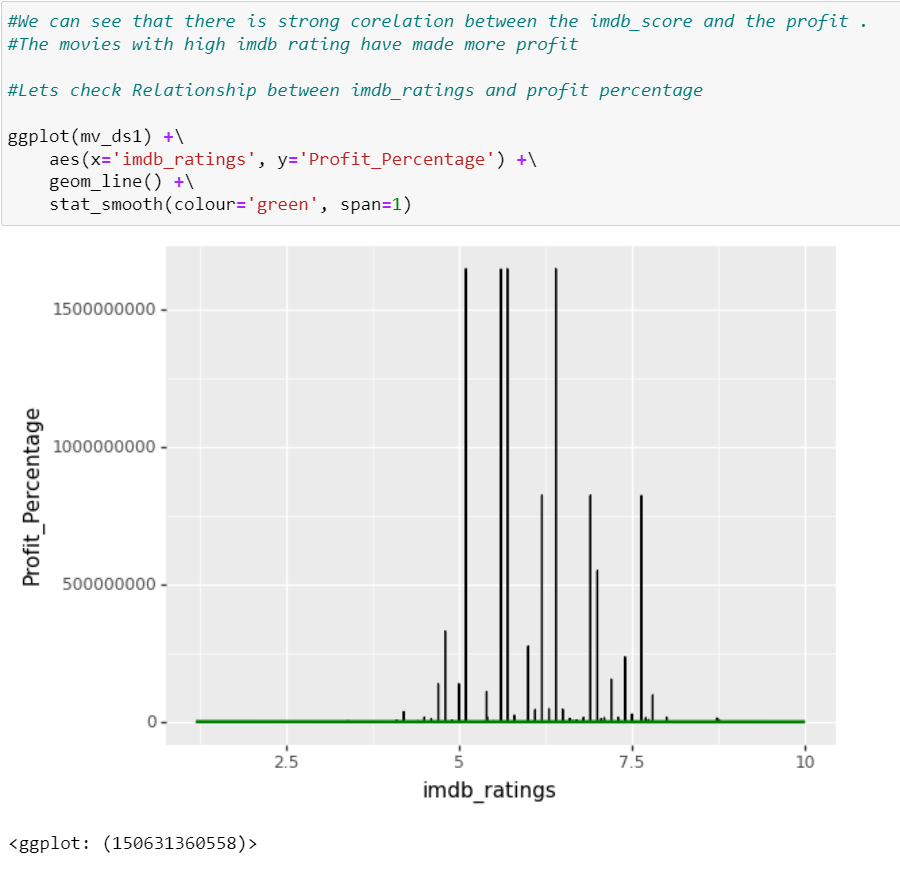 #We can see that there is strong corelation between the imdb_score and the profit .
#The movies with high imdb rating have made more profit
#Lets check Relationship between imdb_ratings and profit percentage
ggplot(mv_ds1) +\
    aes(x='imdb_ratings', y='Profit_Percentage') +\
    geom_line() +\
    stat_smooth(colour='green', span=1)
1500000000
1000000000
500000000
0
Profit_Percentage
2.5 5 7.5 10
imdb_ratings
<ggplot: (150631360558)>